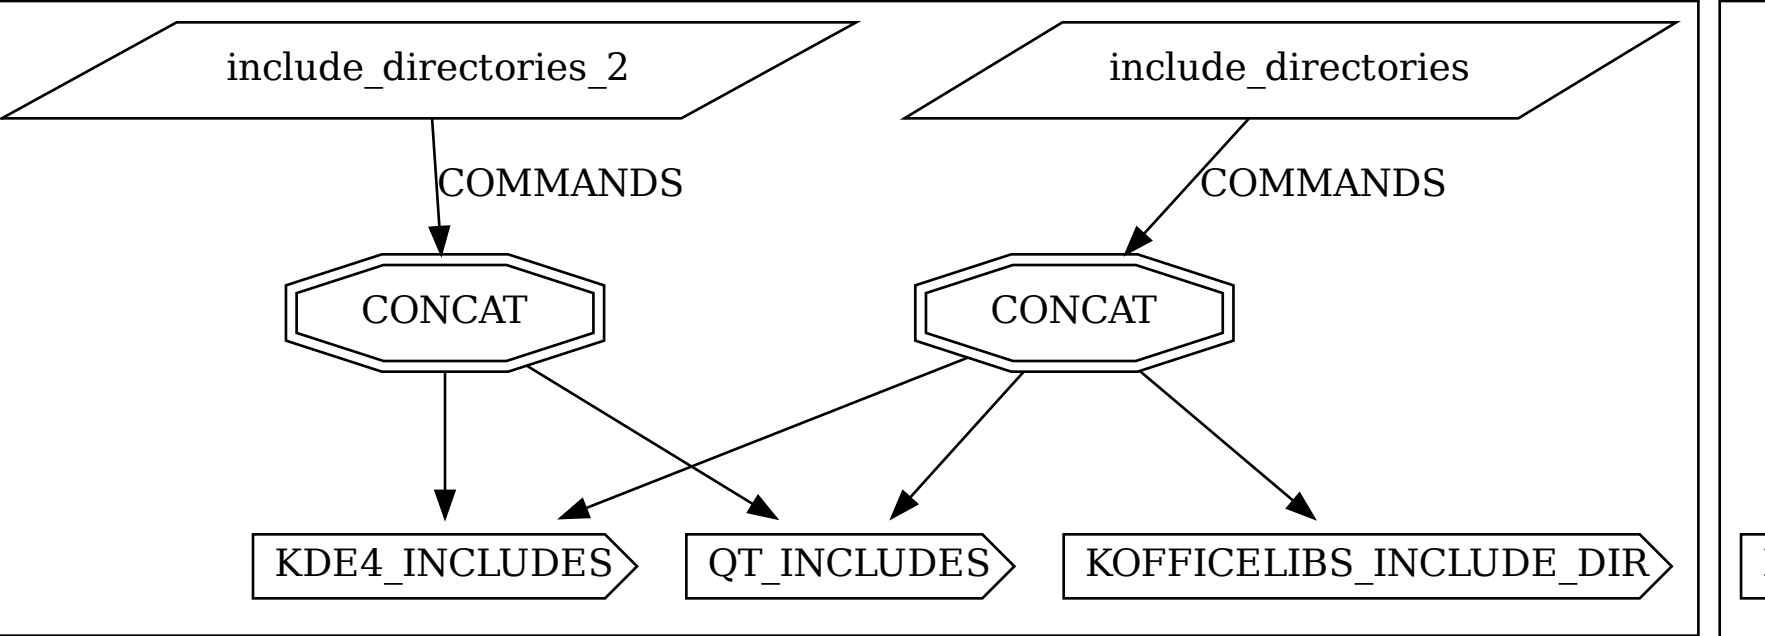 include_directories_2
include_directories
COMMANDS
COMMANDS
CONCAT
CONCAT
KDE4_INCLUDES
QT_INCLUDES
KOFFICELIBS_INCLUDE_DIR